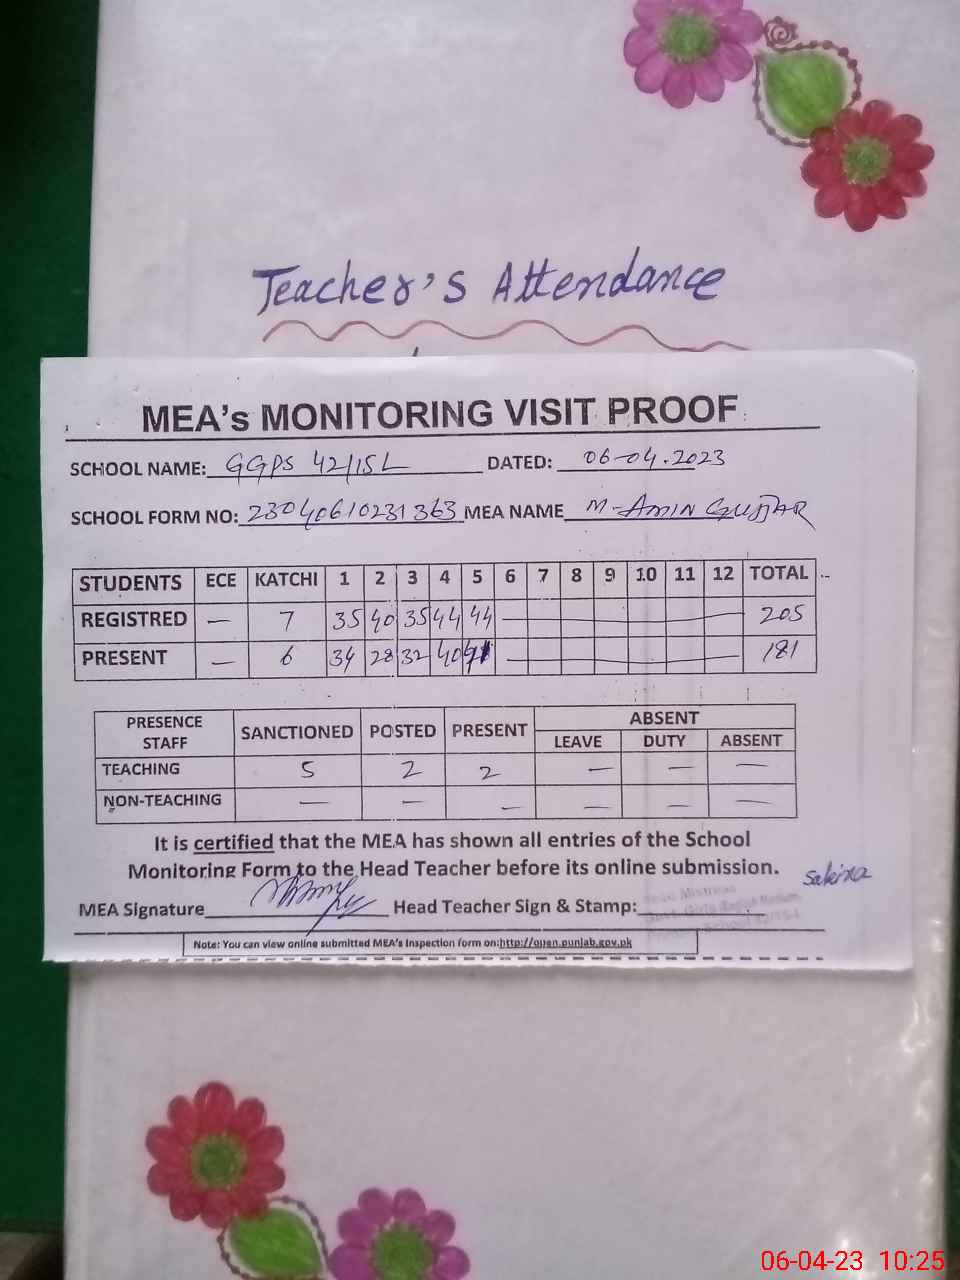 Teacher's Attendance
MEA's MONITORING VISIT PROOF
SCHOOL NAME: GGPS 42/15L DATED: 06-04.2023
SCHOOL FORM NO: 23040610231363 MEA NAME M-AMIN GUJJAR
STUDENTS ECE KATCHI 1 2 3 4 5 6 7 8 9 10 11 12 TOTAL
REGISTRED — 7 35 40 35 44 44 — 205
PRESENT — 6 34 28 32 40 41 — 181
PRESENCE STAFF SANCTIONED POSTED PRESENT ABSENT
LEAVE DUTY ABSENT
TEACHING 5 2 2 — — —
NON-TEACHING — — — — — —
It is certified that the MEA has shown all entries of the School
Monitoring Form to the Head Teacher before its online submission.
Sakina
MEA Signature Head Teacher Sign & Stamp:
Note: You can view online submitted MEA's Inspection form on:http://open.punjab.gov.pk
06-04-23 10:25